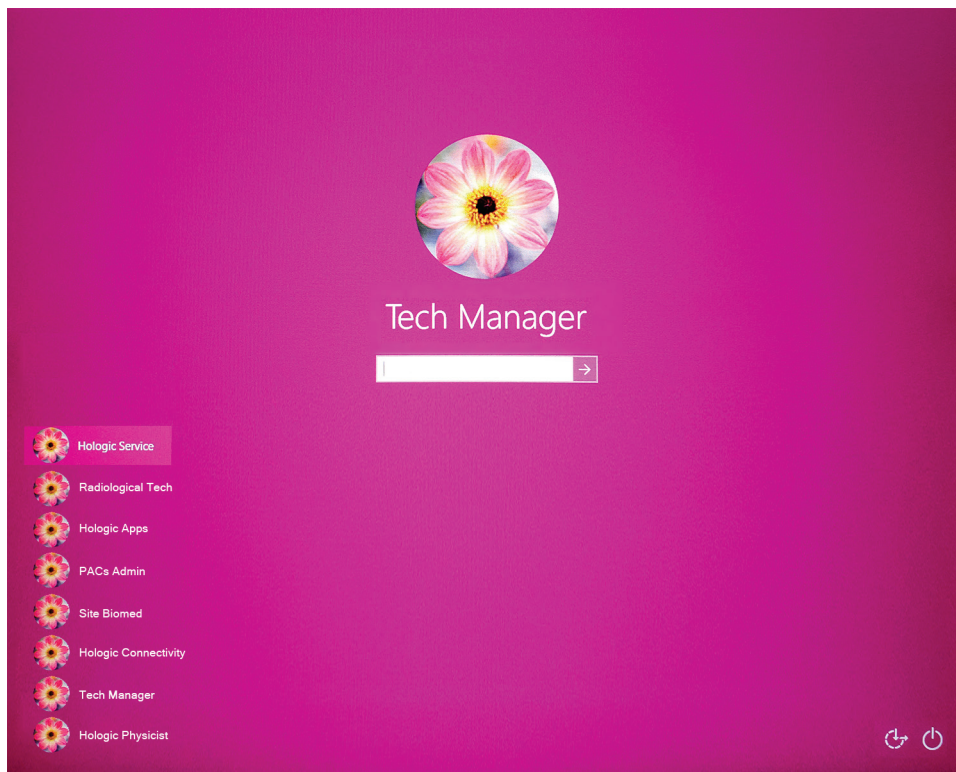 Tech Manager
Hologic Service
Radiological Tech
Hologic Apps
PACs Admin
Site Biomed
Hologic Connectivity
Tech Manager
Hologic Physicist